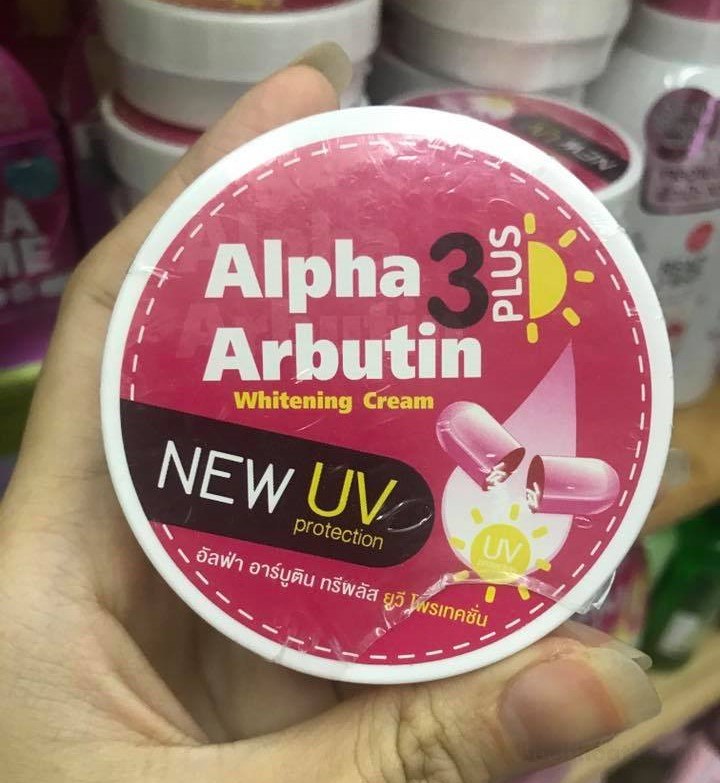 Alpha 3 PLUS
Arbutin
Whitening Cream
NEW UV
protection
UV
อัลฟ่า อาร์บูติน ทรีพลัส ยูวี โพรเทคชั่น